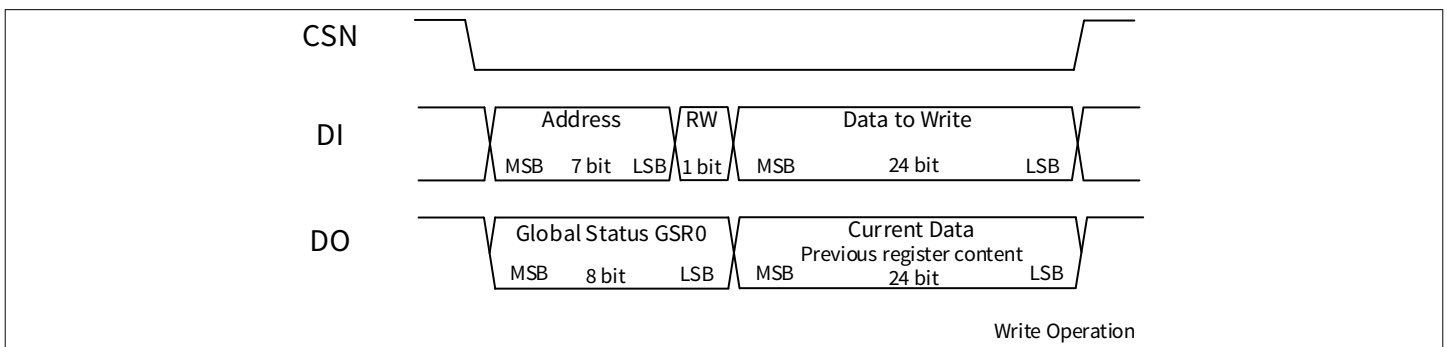 CSN
DI
Address RW Data to Write
MSB 7 bit LSB 1 bit MSB 24 bit LSB
DO
Global Status GSR0 Current Data
Previous register content
MSB 8 bit LSB MSB 24 bit LSB
Write Operation